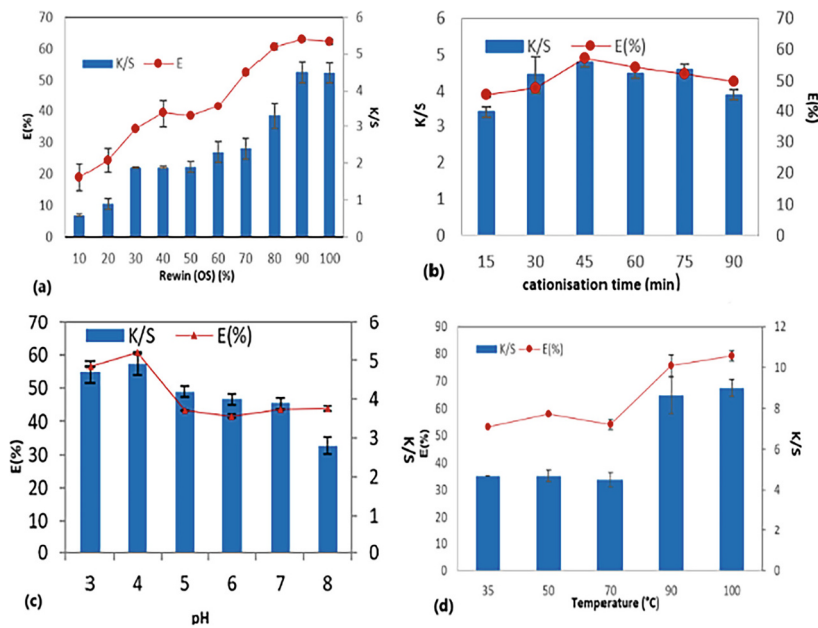 70
60
50
40
30
20
10
0
E(%)
K/S E
6
5
4
3
2
1
0
K/S
10 20 30 40 50 60 70 80 90 100
Rewin (OS) (%)
(a)
6
5
4
3
2
1
0
K/S
K/S E(%)
70
60
50
40
30
20
10
0
E(%)
15 30 45 60 75 90
cationisation time (min)
(b)
70
60
50
40
30
20
10
0
E(%)
K/S E(%)
6
5
4
3
2
1
0
K/S
3 4 5 6 7 8
pH
(c)
90
80
70
60
50
40
30
20
10
0
E(%)
K/S E(%)
12
10
8
6
4
2
0
K/S
35 50 70 90 100
Temperature (°C)
(d)